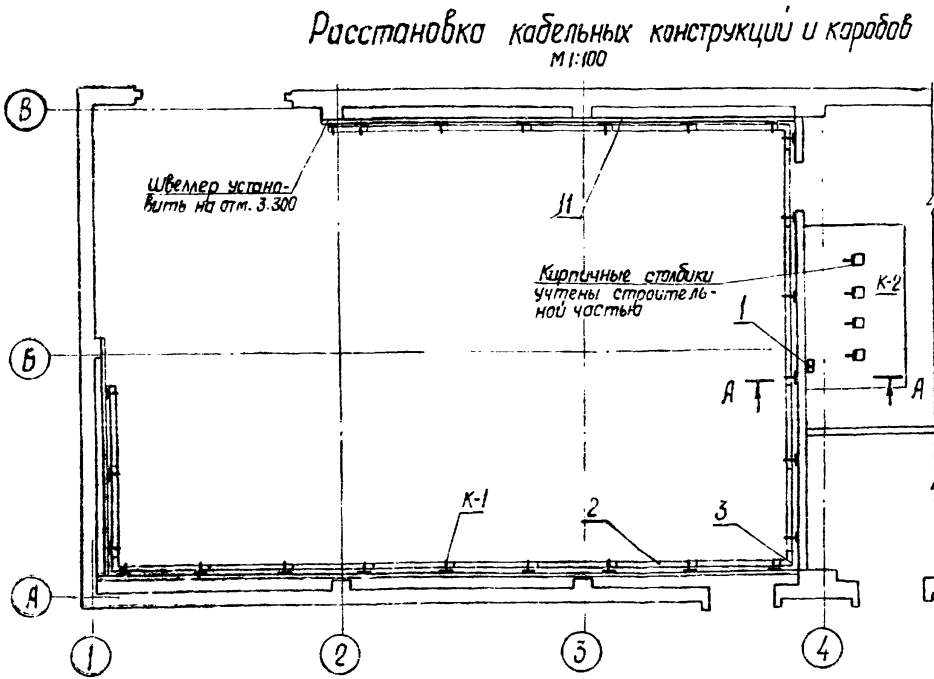 Расстановка кабельных конструкций и коробов
М 1:100
В
Швеллер устано-
вить на отм. 3.300
11
Кирпичные столбики
учтены строитель-
ной частью
К-2
1
Б
А
А
К-1
2
3
А
1
2
3
4